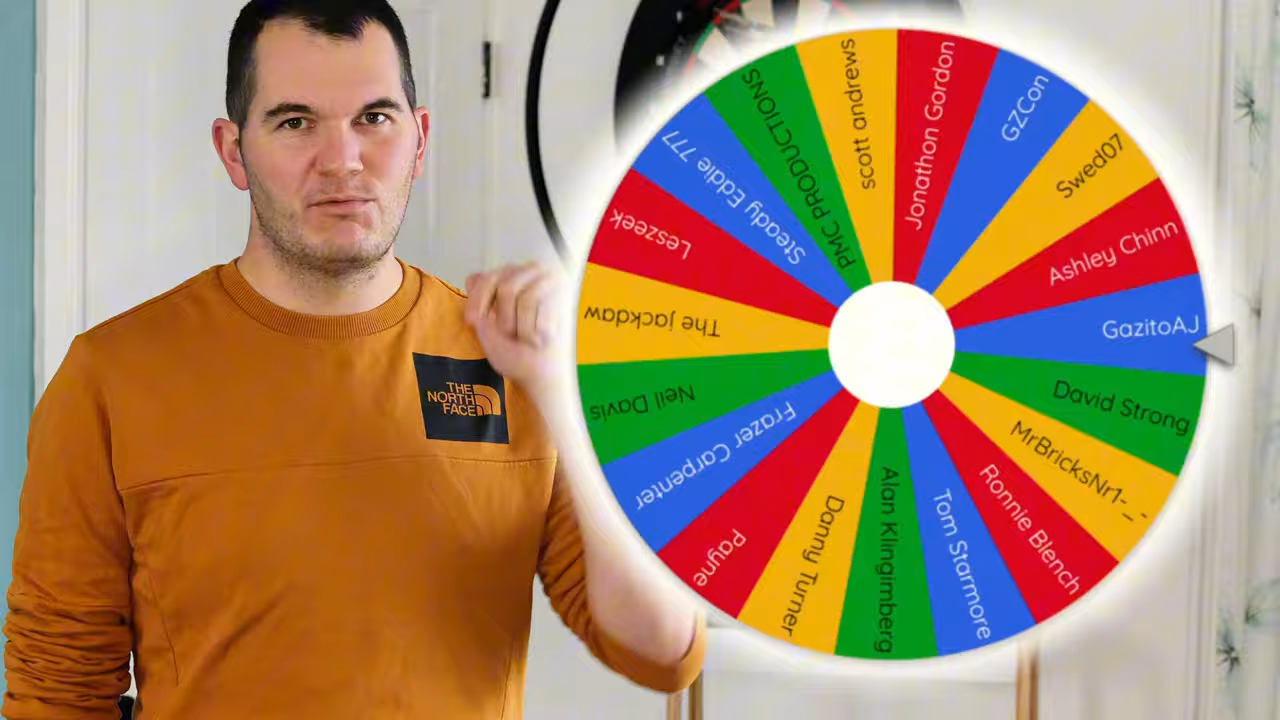 THE
NORTH
FACE
scott andrews
Jonathon Gordon
GZCon
Swed07
Ashley Chinn
GazitoAJ
David Strong
MrBricksNr1-_-
Ronnie Blench
Tom Starmore
Alan Klingimberg
Danny Turner
Payne
Frazer Carpenter
Neil Davis
The jackdaw
Leszeek
Steady Eddie 777
PMC PRODUCTIONS